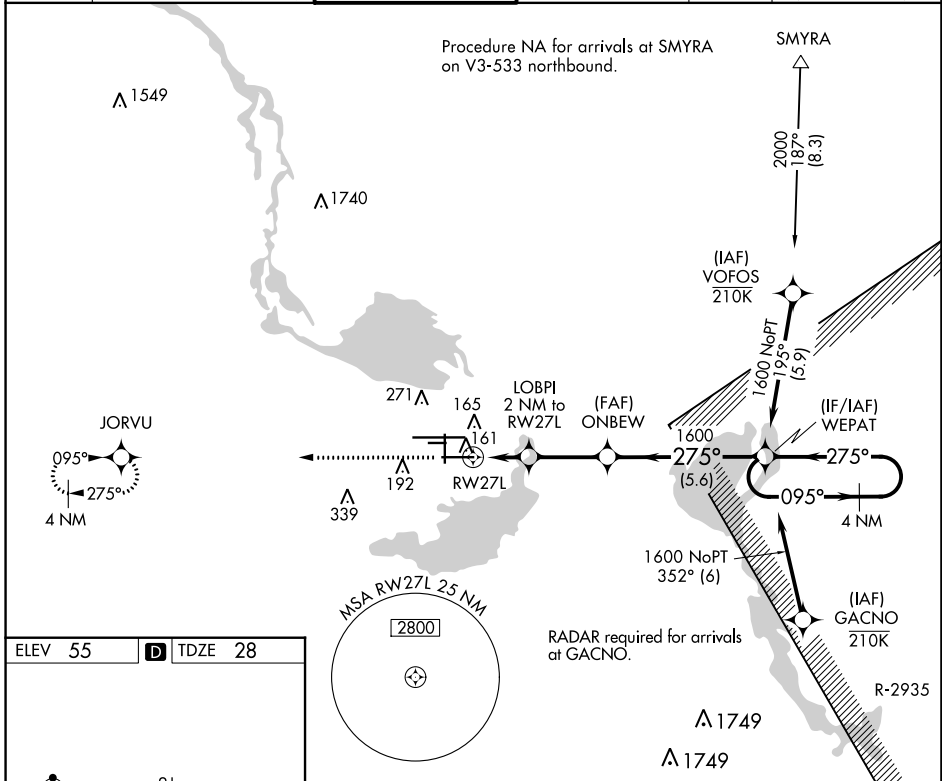 Procedure NA for arrivals at SMYRA
on V3-533 northbound.
SMYRA
1549
2000
187°
(8.3)
1740
(IAF)
VOFOS
210K
1600 NoPT
195°
(5.9)
271
165
161
LOBPI
2 NM to
RW27L
(FAF)
ONBEW
(IF/IAF)
WEPAT
JORVU
1600
095°
275°
275°
275°
(5.6)
192
RW27L
095°
4 NM
339
4 NM
1600 NoPT
352° (6)
MSA RW27L 25 NM
2800
(IAF)
GACNO
210K
RADAR required for arrivals
at GACNO.
ELEV 55
D
TDZE 28
R-2935
1749
1749